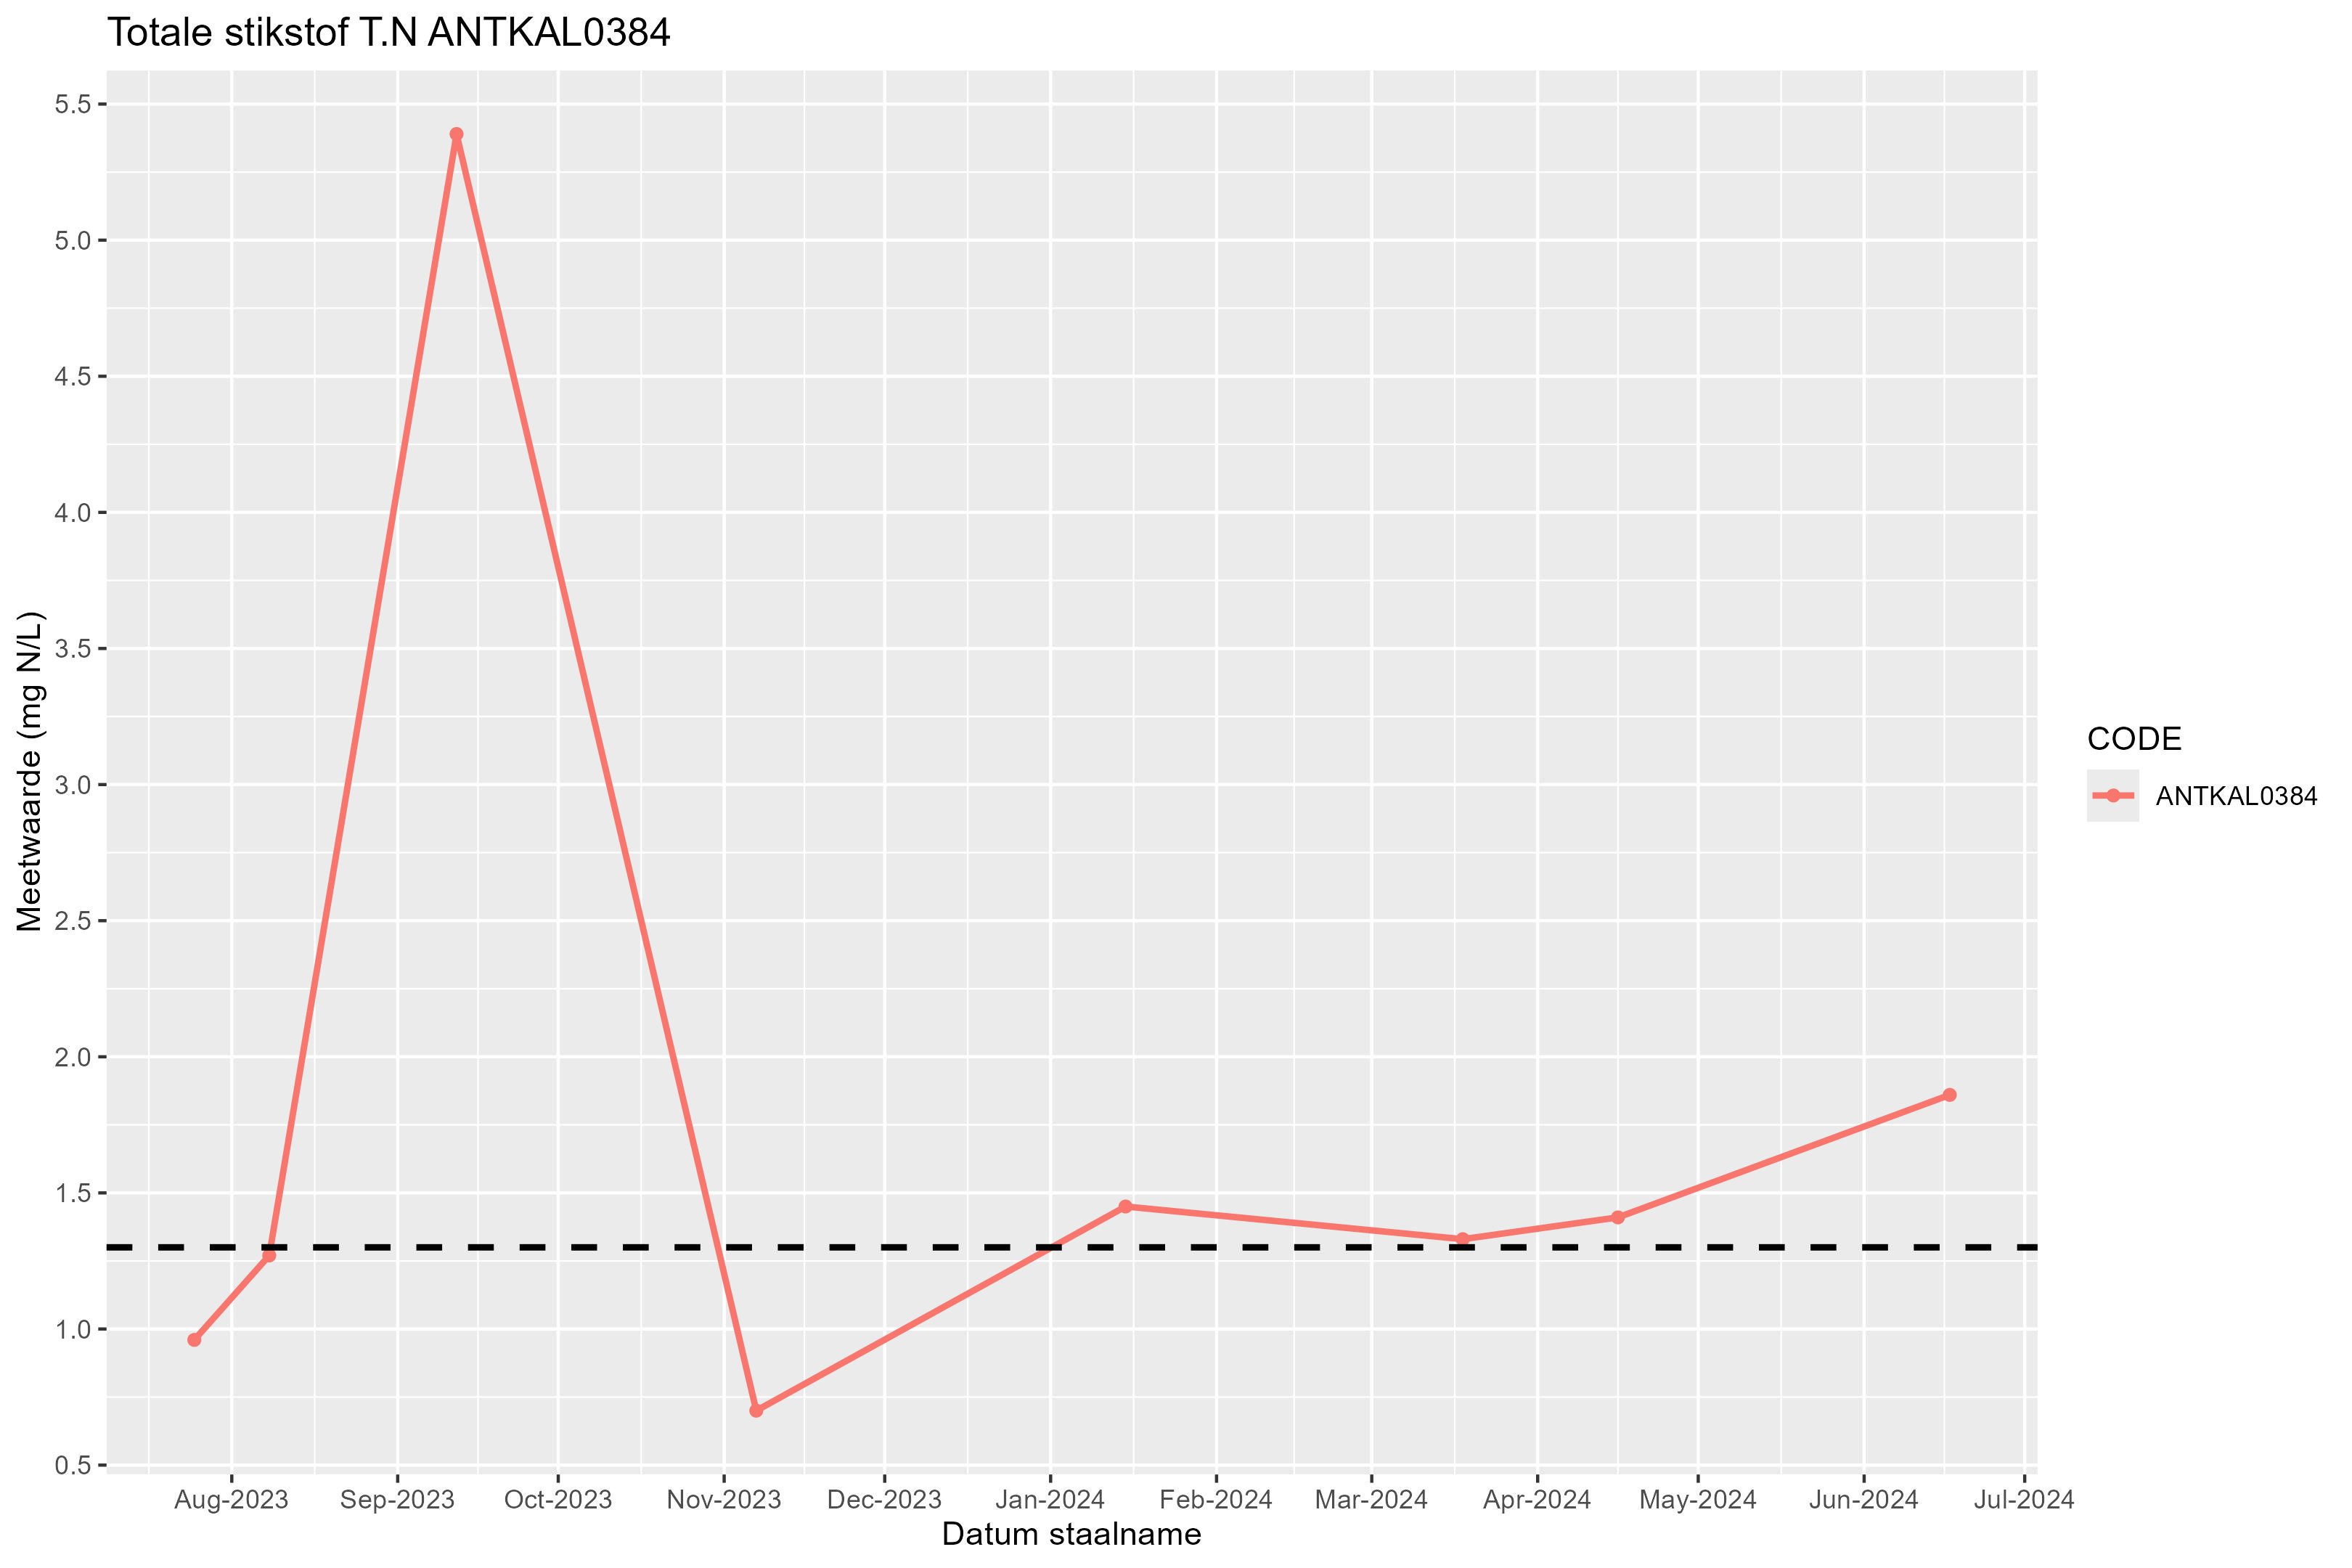 Totale stikstof T.N ANTKAL0384
Meetwaarde (mg N/L)
5.5
5.0
4.5
4.0
3.5
3.0
2.5
2.0
1.5
1.0
0.5
Aug-2023 Sep-2023 Oct-2023 Nov-2023 Dec-2023 Jan-2024 Feb-2024 Mar-2024 Apr-2024 May-2024 Jun-2024 Jul-2024
Datum staalname
CODE
ANTKAL0384